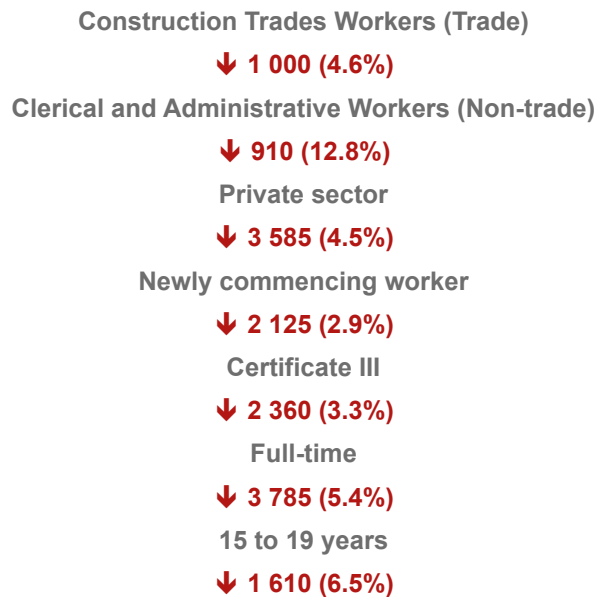 Construction Trades Workers (Trade)
↓ 1 000 (4.6%)
Clerical and Administrative Workers (Non-trade)
↓ 910 (12.8%)
Private sector
↓ 3 585 (4.5%)
Newly commencing worker
↓ 2 125 (2.9%)
Certificate III
↓ 2 360 (3.3%)
Full-time
↓ 3 785 (5.4%)
15 to 19 years
↓ 1 610 (6.5%)